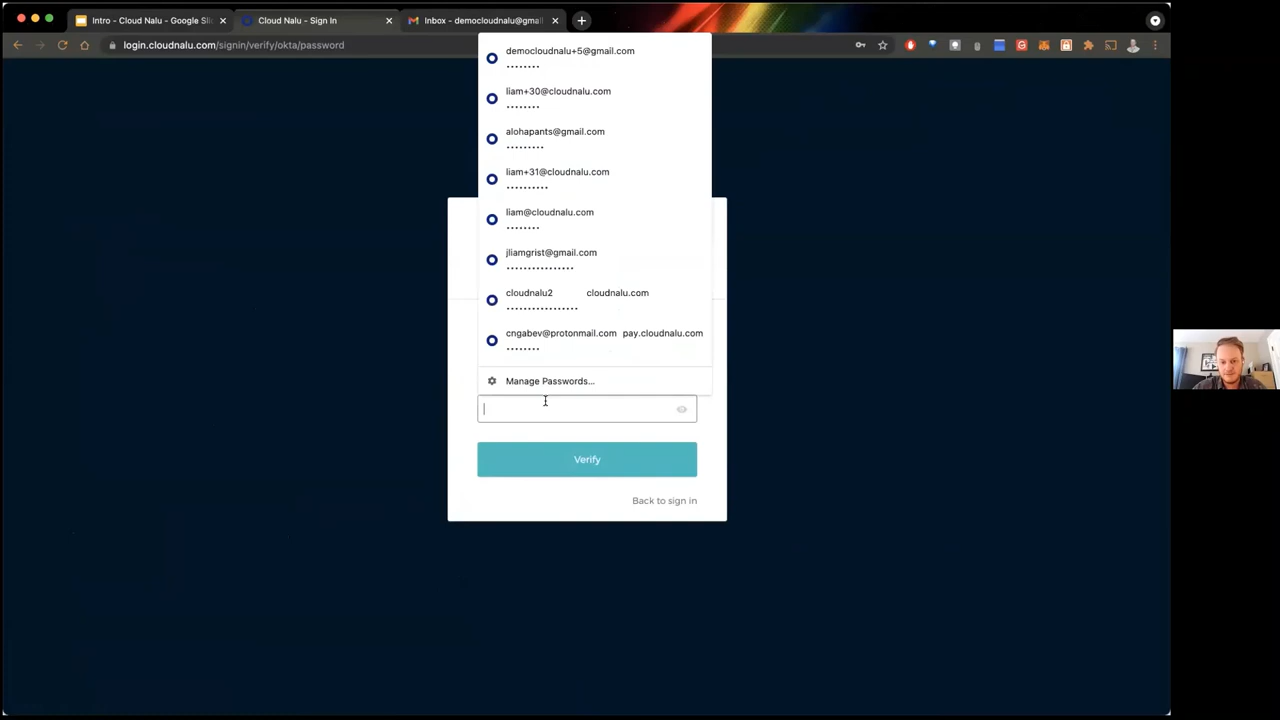 Intro - Cloud Nalu - Google Sli
Cloud Nalu - Sign In
Inbox - democloudnalu@gmai
login.cloudnalu.com/signin/verify/okta/password
democloudnalu+5@gmail.com
••••••••
liam+30@cloudnalu.com
••••••••
alohapants@gmail.com
•••••••••
liam+31@cloudnalu.com
••••••••••
liam@cloudnalu.com
••••••••
jliamgrist@gmail.com
••••••••••••••••
cloudnalu2 cloudnalu.com
•••••••••••••••••
cngabev@protonmail.com pay.cloudnalu.com
••••••••
Manage Passwords...
Verify
Back to sign in